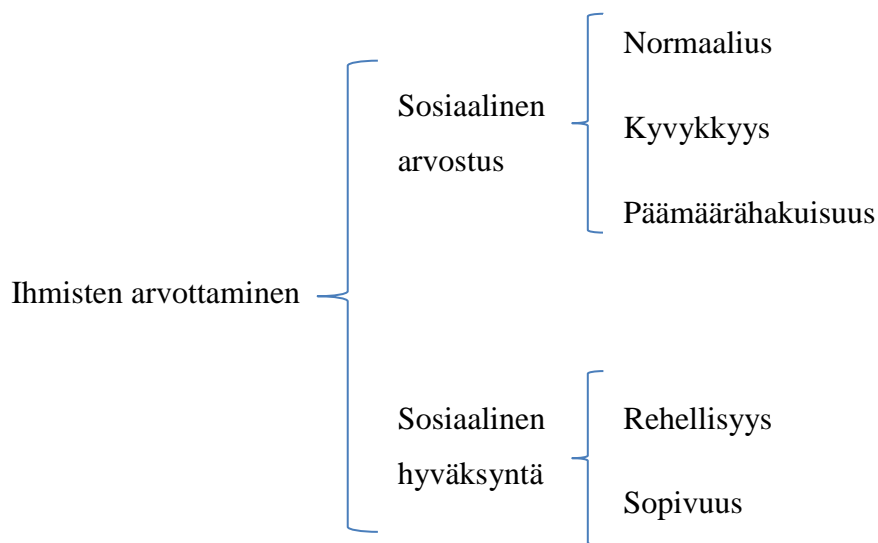 Normaalius
Sosiaalinen
arvostus
Kyvykkyys
Päämäärähakuisuus
Ihmisten arvottaminen
Sosiaalinen
hyväksyntä
Rehellisyys
Sopivuus